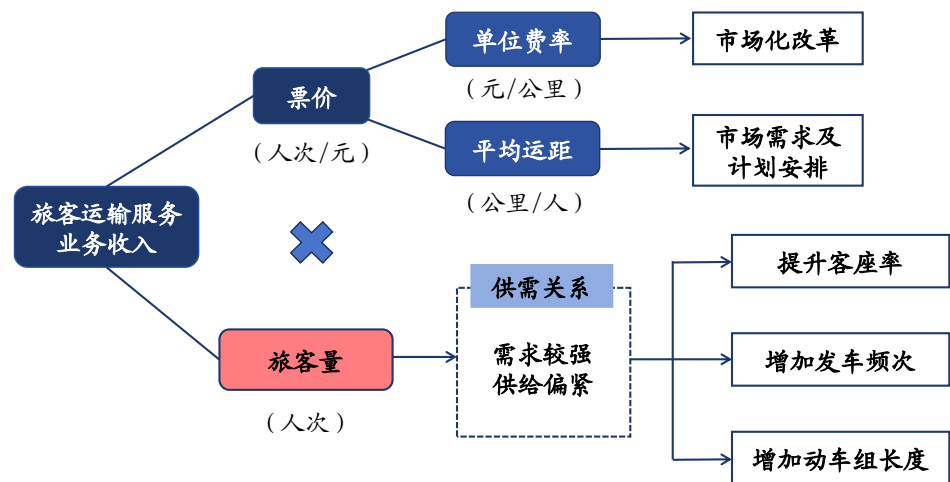 单位费率
市场化改革
(元/公里)
票价
(人次/元)
平均运距
市场需求及
计划安排
(公里/人)
旅客运输服务
业务收入
供需关系
提升客座率
旅客量
(人次)
需求较强
供给偏紧
增加发车频次
增加动车组长度